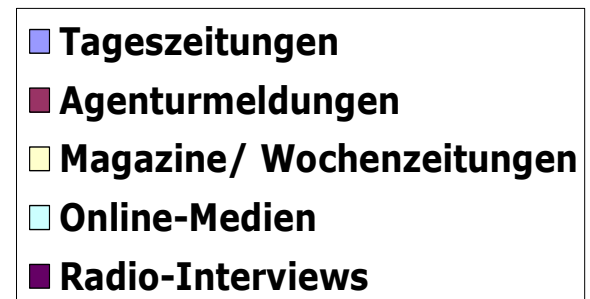 Tageszeitungen
Agenturmeldungen
Magazine/ Wochenzeitungen
Online-Medien
Radio-Interviews